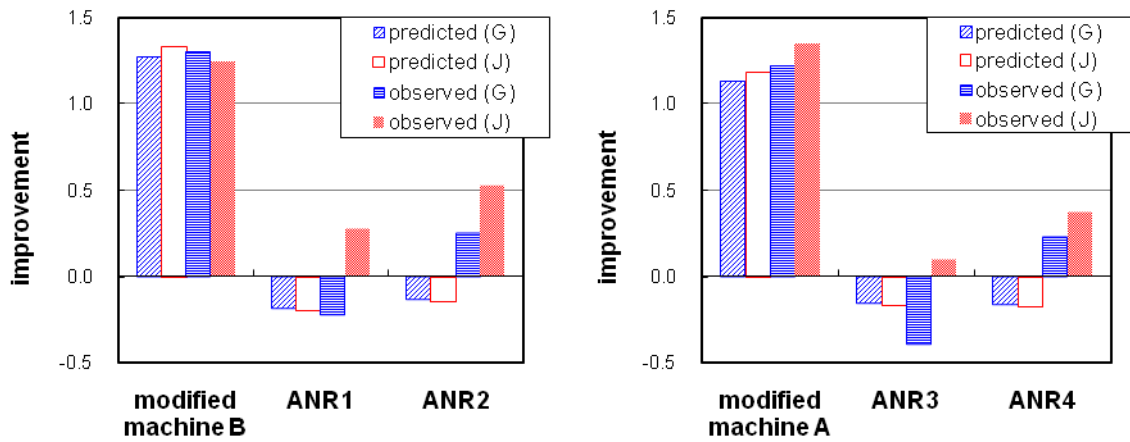 1.5
1.0
0.5
0.0
-0.5
improvement
predicted (G)
predicted (J)
observed (G)
observed (J)
modified
machine B
ANR1
ANR2
1.5
1.0
0.5
0.0
-0.5
improvement
predicted (G)
predicted (J)
observed (G)
observed (J)
modified
machine A
ANR3
ANR4